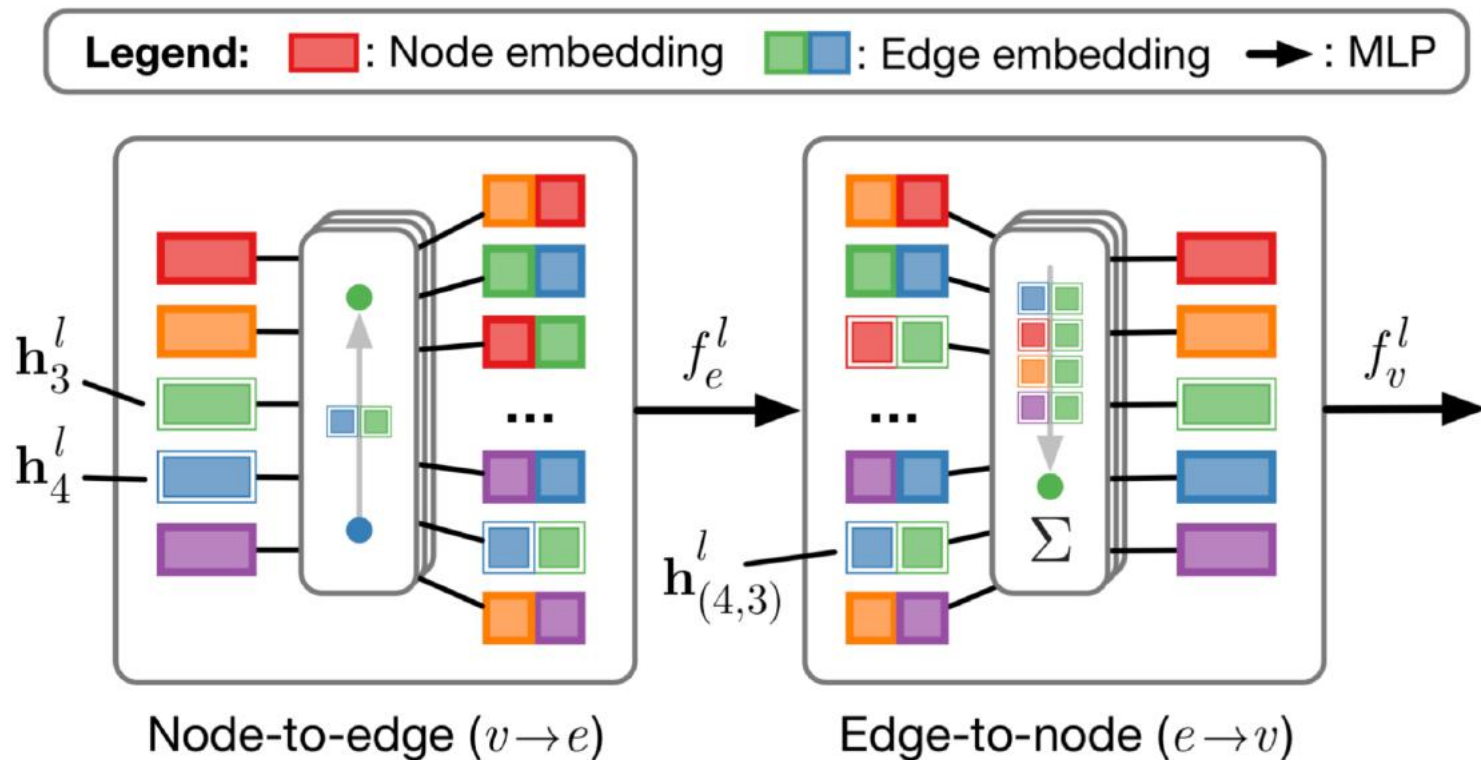 Legend: : Node embedding : Edge embedding : MLP
h_3^l
h_4^l
...
f_e^l
...
h_{(4,3)}^l
Σ
f_v^l
Node-to-edge (v→e)
Edge-to-node (e→v)